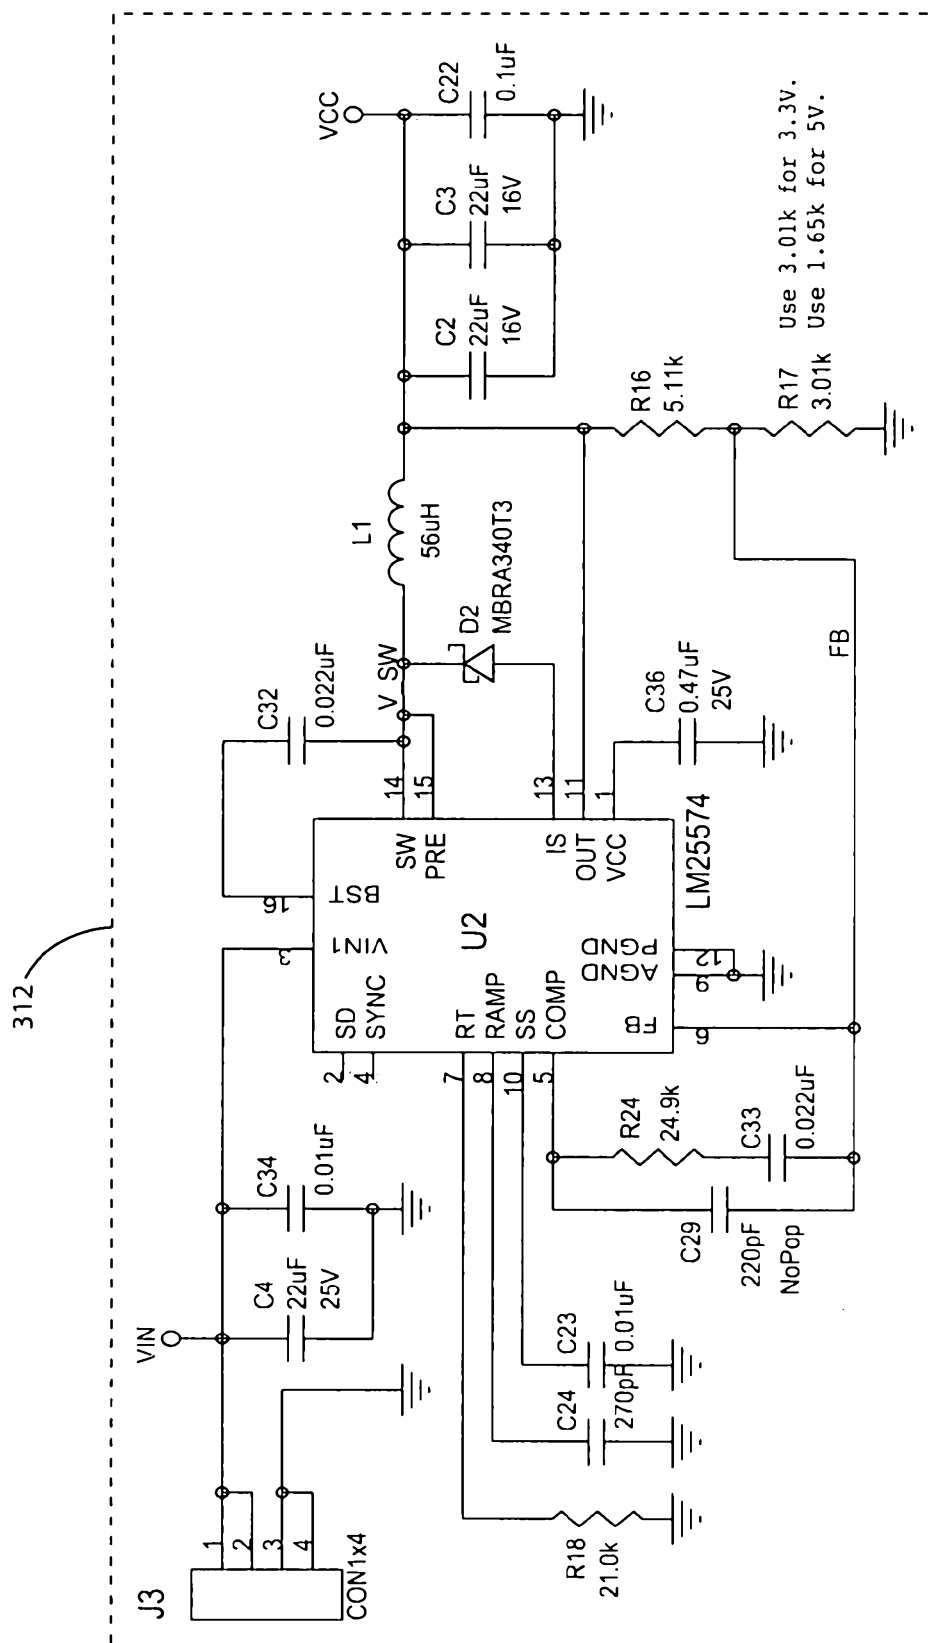 312
J3
1
2
3
4
CON1x4
VIN
C4
22uF
25V
C34
0.01uF
R18
21.0k
C24
270pF
C23
0.01uF
C29
220pF
NoPop
R24
24.9k
C33
0.022uF
2
4
7
8
10
5
SD
SYNC
RT
RAMP
SS
COMP
3
VIN1
16
BST
U2
LM25574
FB
6
AGND
9
PGND
12
SW
PRE
IS
OUT
VCC
14
15
13
11
1
C32
0.022uF
V SW
D2
MBRA340T3
C36
0.47uF
25V
FB
L1
56uH
R16
5.11k
R17
3.01k
Use 3.01k for 3.3V.
Use 1.65k for 5V.
C2
22uF
16V
C3
22uF
16V
C22
0.1uF
VCC